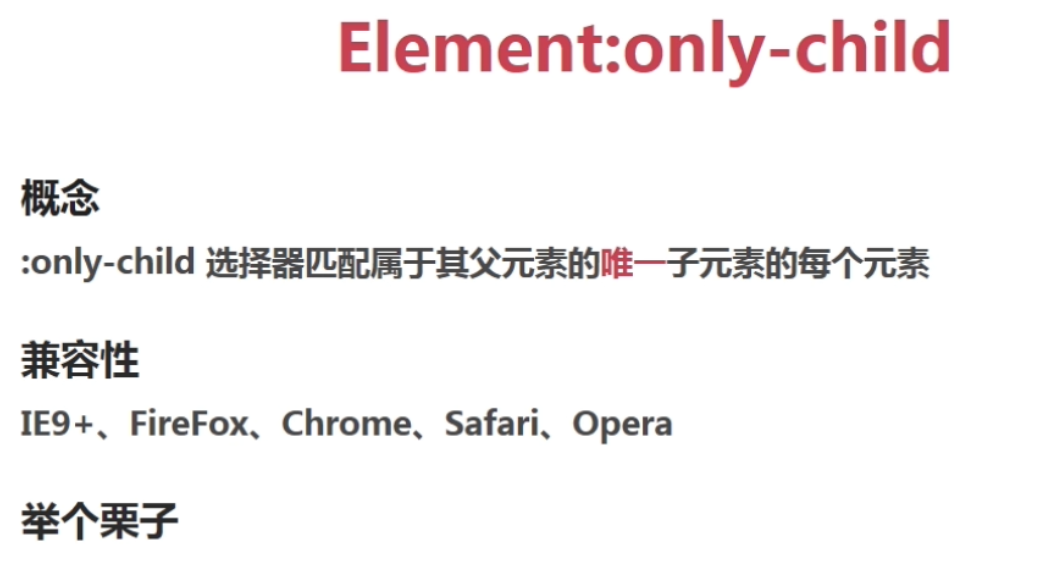 Element:only-child
概念
:only-child 选择器匹配属于其父元素的唯一子元素的每个元素
兼容性
IE9+、FireFox、Chrome、Safari、Opera
举个栗子